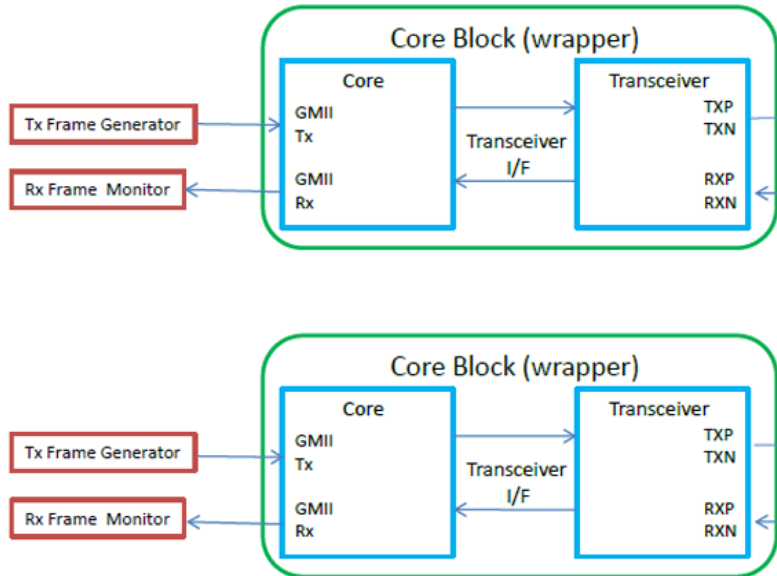 Core Block (wrapper)
Core
Transceiver
GMII
Tx
TXP
TXN
Tx Frame Generator
Transceiver
I/F
GMII
Rx
RXP
RXN
Rx Frame  Monitor
Core Block (wrapper)
Core
Transceiver
GMII
Tx
TXP
TXN
Tx Frame Generator
Transceiver
I/F
GMII
Rx
RXP
RXN
Rx Frame  Monitor